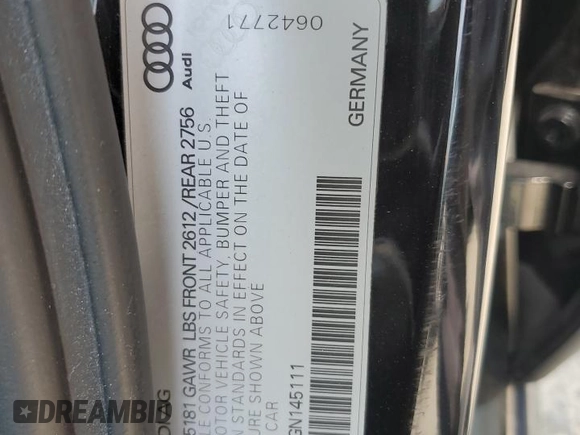 Audi
0642771
D AG
5181 GAWR LBS FRONT 2612/REAR 2756
LE CONFORMS TO ALL APPLICABLE U S
OTOR VEHICLE SAFETY, BUMPER AND THEFT
N STANDARDS IN EFFECT ON THE DATE OF
URE SHOWN ABOVE
CAR
GN145111
GERMANY
DREAMBID